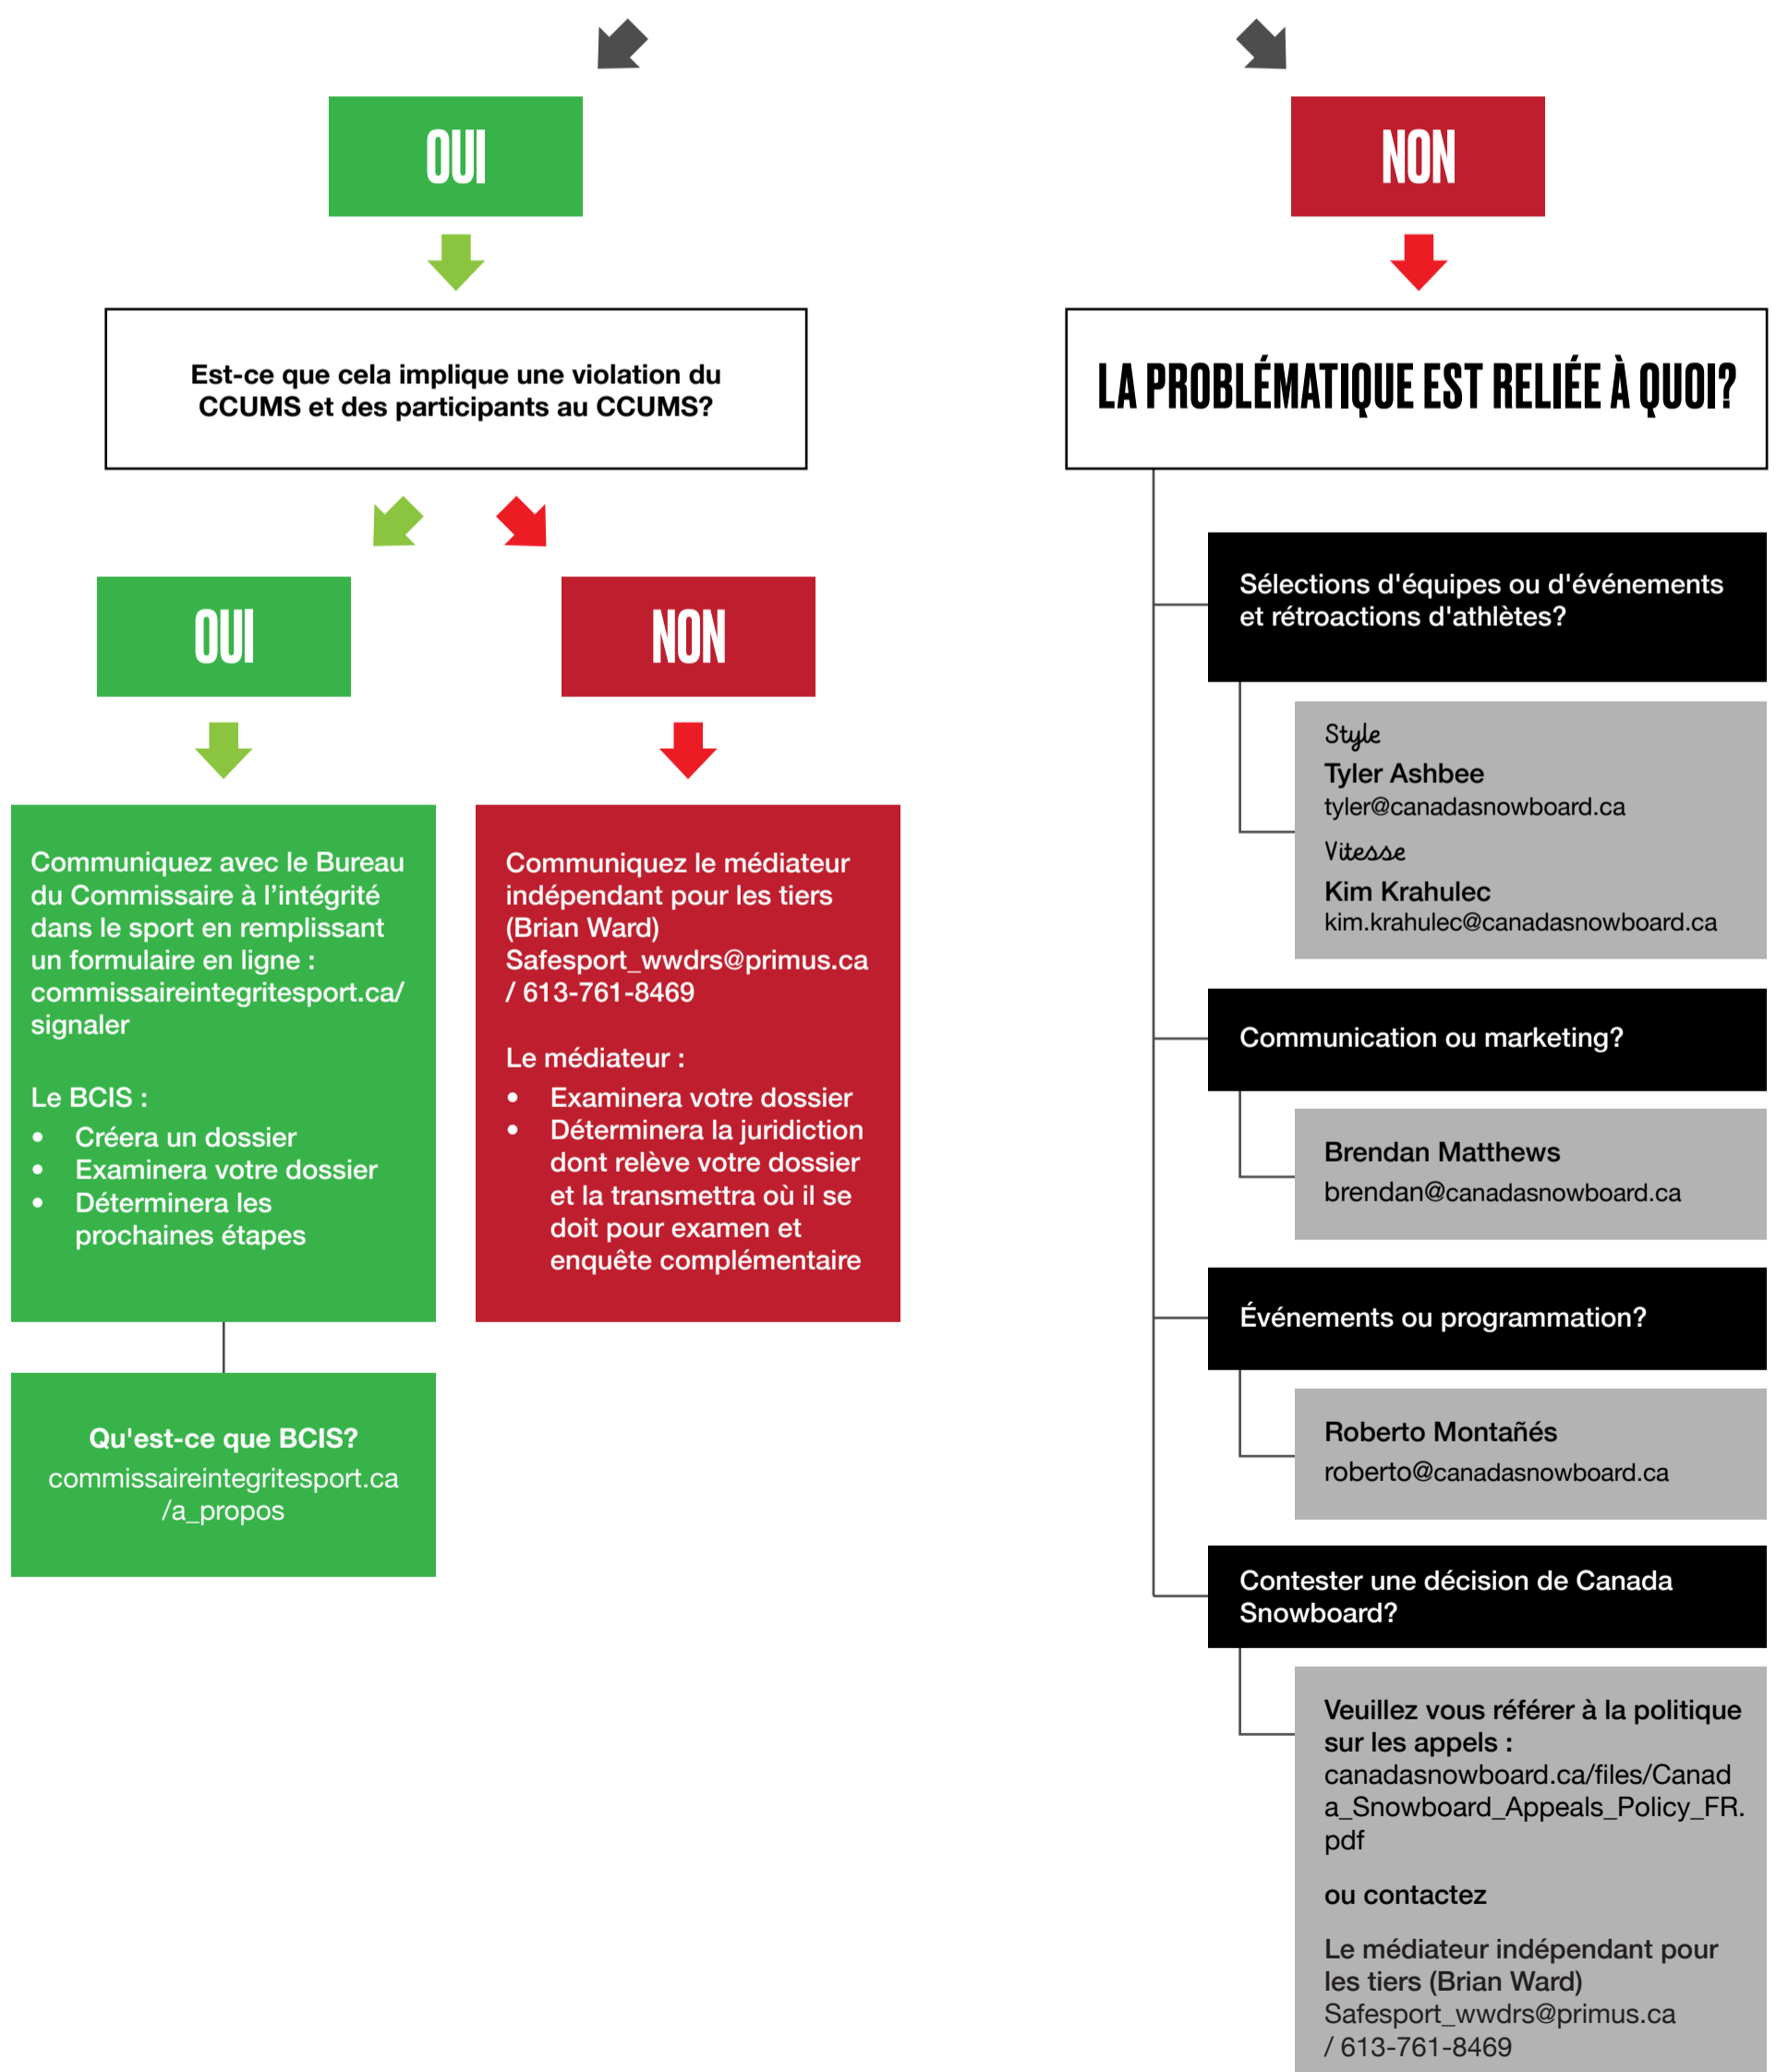 OUI
Est-ce que cela implique une violation du
CCUMS et des participants au CCUMS?
OUI
Communiquez avec le Bureau
du Commissaire à l’intégrité
dans le sport en remplissant
un formulaire en ligne :
commissaireintegritesport.ca/
signaler
Le BCIS :
• Créera un dossier
• Examinera votre dossier
• Déterminera les
prochaines étapes
Qu'est-ce que BCIS?
commissaireintegritesport.ca
/a_propos
NON
Communiquez le médiateur
indépendant pour les tiers
(Brian Ward)
Safesport_wwdrs@primus.ca
/ 613-761-8469
Le médiateur :
• Examinera votre dossier
• Déterminera la juridiction
dont relève votre dossier
et la transmettra où il se
doit pour examen et
enquête complémentaire
NON
LA PROBLÉMATIQUE EST RELIÉE À QUOI?
Sélections d'équipes ou d'événements
et rétroactions d'athlètes?
Style
Tyler Ashbee
tyler@canadasnowboard.ca
Vitesse
Kim Krahulec
kim.krahulec@canadasnowboard.ca
Communication ou marketing?
Brendan Matthews
brendan@canadasnowboard.ca
Événements ou programmation?
Roberto Montañés
roberto@canadasnowboard.ca
Contester une décision de Canada
Snowboard?
Veuillez vous référer à la politique
sur les appels :
canadasnowboard.ca/files/Canad
a_Snowboard_Appeals_Policy_FR.
pdf
ou contactez
Le médiateur indépendant pour
les tiers (Brian Ward)
Safesport_wwdrs@primus.ca
/ 613-761-8469